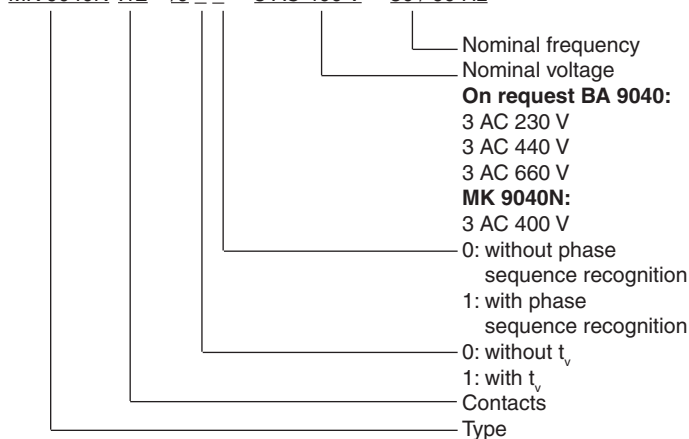 Nominal frequency
Nominal voltage
On request BA 9040:
3 AC 230 V
3 AC 440 V
3 AC 660 V
MK 9040N:
3 AC 400 V
0: without phase
sequence recognition
1: with phase
sequence recognition
0: without tv
1: with tv
Contacts
Type